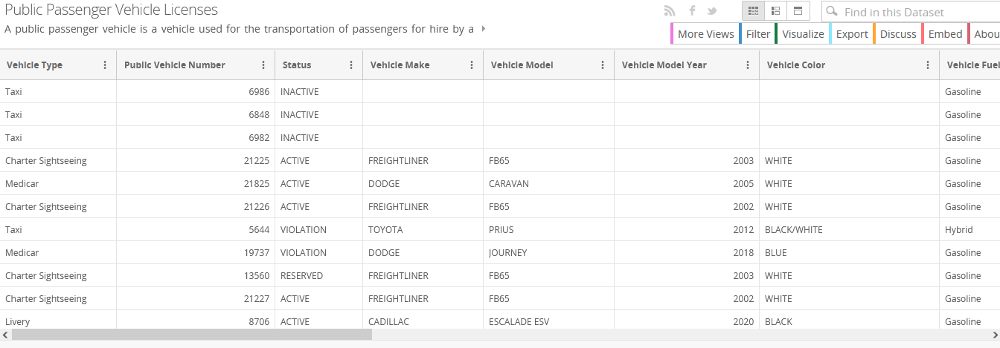 Public Passenger Vehicle Licenses
Find in this Dataset
A public passenger vehicle is a vehicle used for the transportation of passengers for hire by a
More Views Filter Visualize Export Discuss Embed Abou
Vehicle Type Public Vehicle Number Status Vehicle Make Vehicle Model Vehicle Model Year Vehicle Color Vehicle Fuel
Taxi 6986 INACTIVE Gasoline
Taxi 6848 INACTIVE Gasoline
Taxi 6982 INACTIVE Gasoline
Charter Sightseeing 21225 ACTIVE FREIGHTLINER FB65 2003 WHITE Gasoline
Medicar 21825 ACTIVE DODGE CARAVAN 2005 WHITE Gasoline
Charter Sightseeing 21226 ACTIVE FREIGHTLINER FB65 2002 WHITE Gasoline
Taxi 5644 VIOLATION TOYOTA PRIUS 2012 BLACK/WHITE Hybrid
Medicar 19737 VIOLATION DODGE JOURNEY 2018 BLUE Gasoline
Charter Sightseeing 13560 RESERVED FREIGHTLINER FB65 2003 WHITE Gasoline
Charter Sightseeing 21227 ACTIVE FREIGHTLINER FB65 2002 WHITE Gasoline
Livery 8706 ACTIVE CADILLAC ESCALADE ESV 2020 BLACK Gasoline